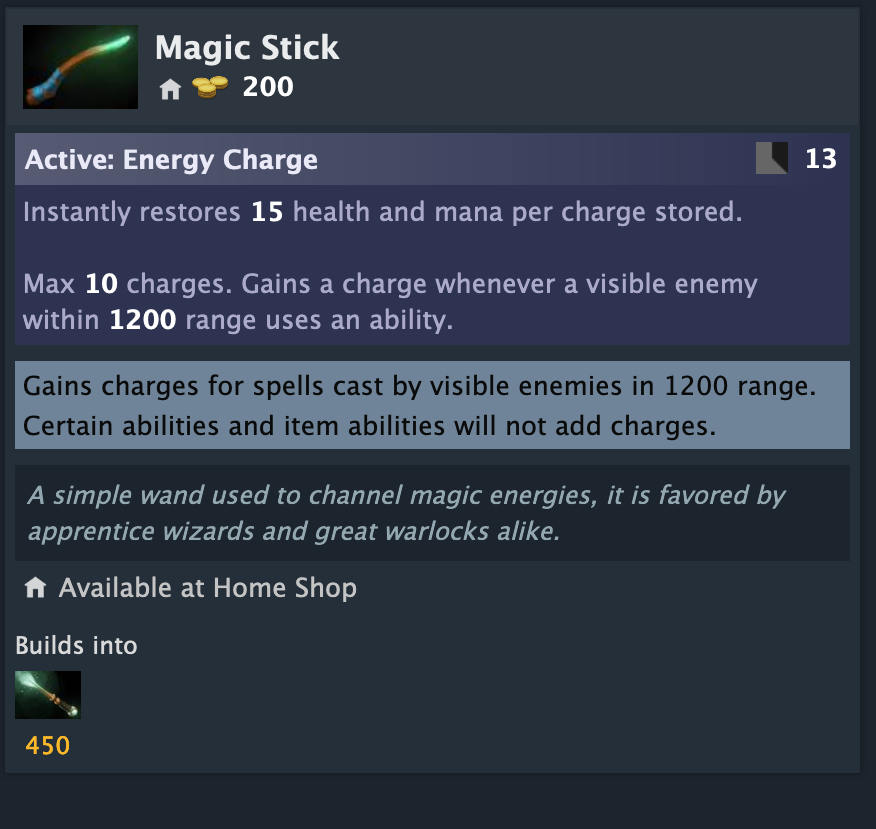 Magic Stick
200
Active: Energy Charge 13
Instantly restores 15 health and mana per charge stored.
Max 10 charges. Gains a charge whenever a visible enemy
within 1200 range uses an ability.
Gains charges for spells cast by visible enemies in 1200 range.
Certain abilities and item abilities will not add charges.
A simple wand used to channel magic energies, it is favored by
apprentice wizards and great warlocks alike.
Available at Home Shop
Builds into
450